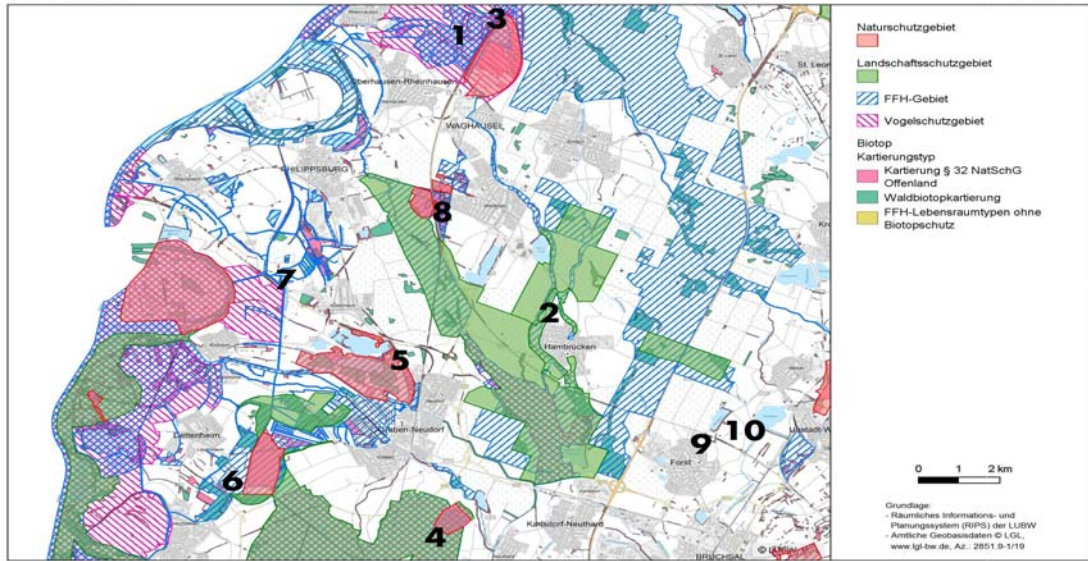 3
1
Oberhausen-Rheinhausen
St. Leon
WAGHÄUSEL
PHILIPPSBURG
8
7
2
Hambrücken
5
Graben-Neudorf
Dettenheim
6
9
10
Forst
Upstadt-W
4
Karlsdorf-Neuthard
BRUCHSAL
Naturschutzgebiet
Landschaftsschutzgebiet
FFH-Gebiet
Vogelschutzgebiet
Biotop
Kartierungstyp
Kartierung § 32 NatSchG
Offenland
Waldbiotopkartierung
FFH-Lebensraumtypen ohne
Biotopschutz
0 1 2 km
Grundlage:
- Räumliches Informations- und
Planungssystem (RIPS) der LUBW
- Amtliche Geobasisdaten © LGL,
www.lgl-bw.de, Az.: 2851.9-1/19